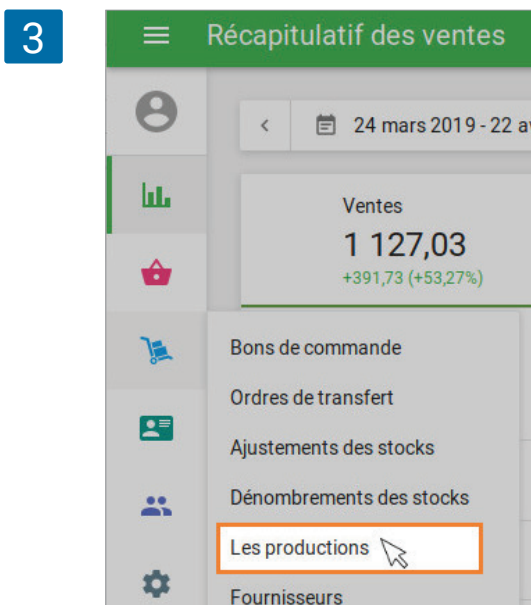 3
Récapitulatif des ventes
24 mars 2019 - 22 av
Ventes
1 127,03
+391,73 (+53,27%)
Bons de commande
Ordres de transfert
Ajustements des stocks
Dénombrements des stocks
Les productions
Fournisseurs